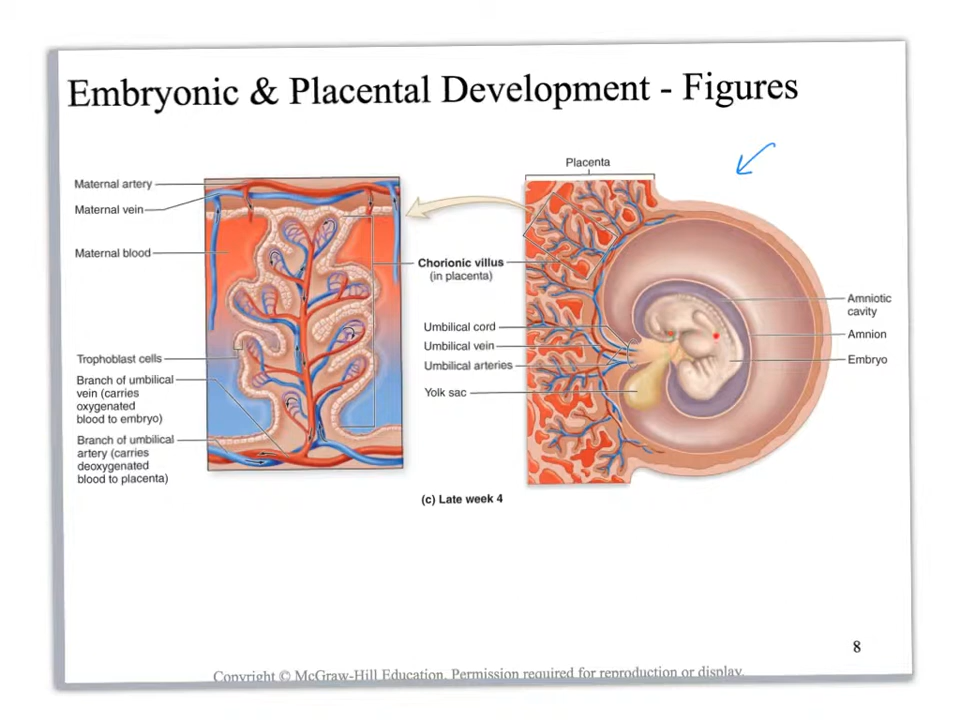 Embryonic & Placental Development - Figures
Placenta
Maternal artery
Maternal vein
Maternal blood
Trophoblast cells
Branch of umbilical
vein (carries
oxygenated
blood to embryo)
Branch of umbilical
artery (carries
deoxygenated
blood to placenta)
Chorionic villus
(in placenta)
Umbilical cord
Umbilical vein
Umbilical arteries
Yolk sac
Amniotic
cavity
Amnion
Embryo
(c) Late week 4
8
Copyright © McGraw-Hill Education. Permission required for reproduction or display.